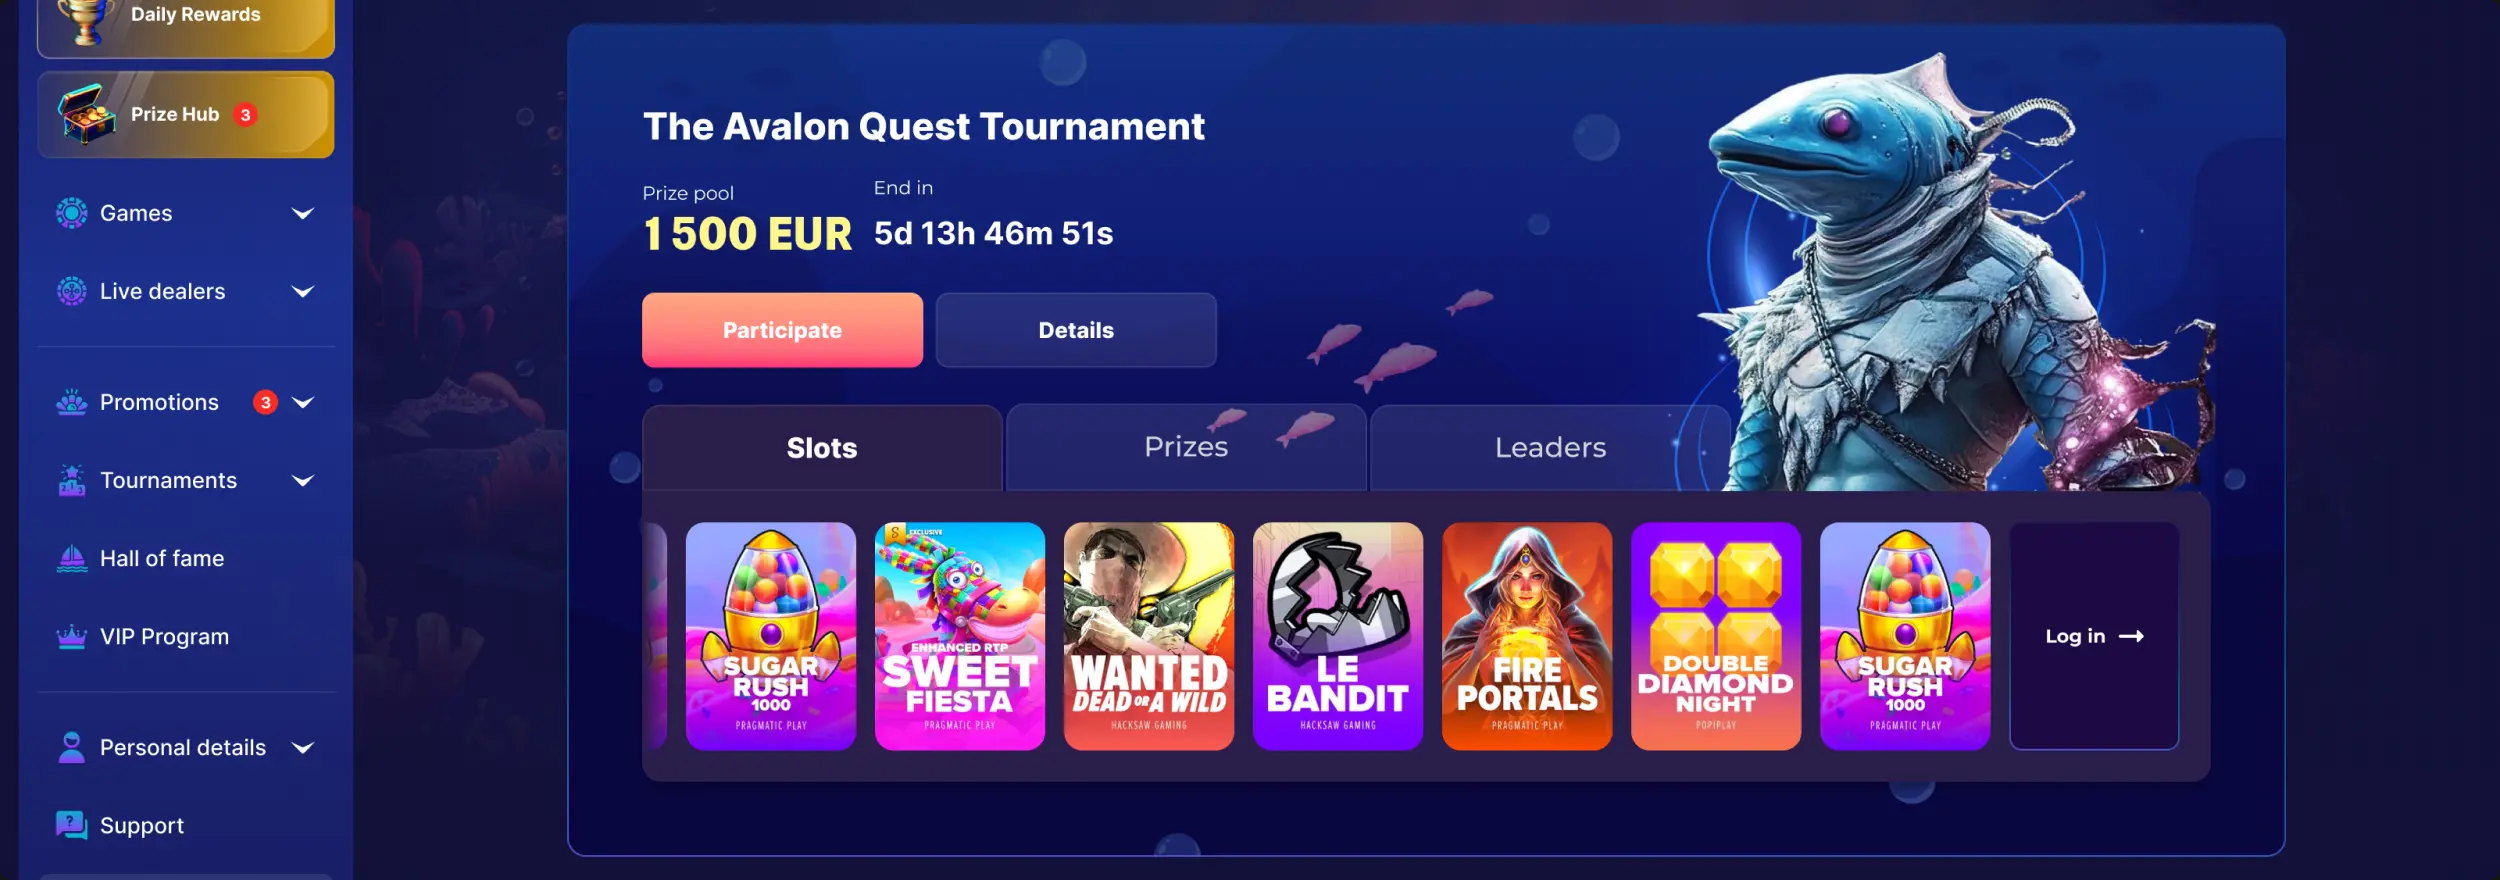 Daily Rewards
Prize Hub 3
Games
Live dealers
Promotions 3
Tournaments
Hall of fame
VIP Program
Personal details
Support
The Avalon Quest Tournament
Prize pool
1 500 EUR
End in
5d 13h 46m 51s
Participate
Details
Slots
Prizes
Leaders
SUGAR
RUSH
1000
PRAGMATIC PLAY
S EXCLUSIVE
ENHANCED RTP
SWEET
FIESTA
PRAGMATIC PLAY
WANTED
DEAD OR A WILD
HACKSAW GAMING
LE
BANDIT
HACKSAW GAMING
FIRE
PORTALS
PRAGMATIC PLAY
DOUBLE
DIAMOND
NIGHT
POPIPLAY
SUGAR
RUSH
1000
PRAGMATIC PLAY
Log in →